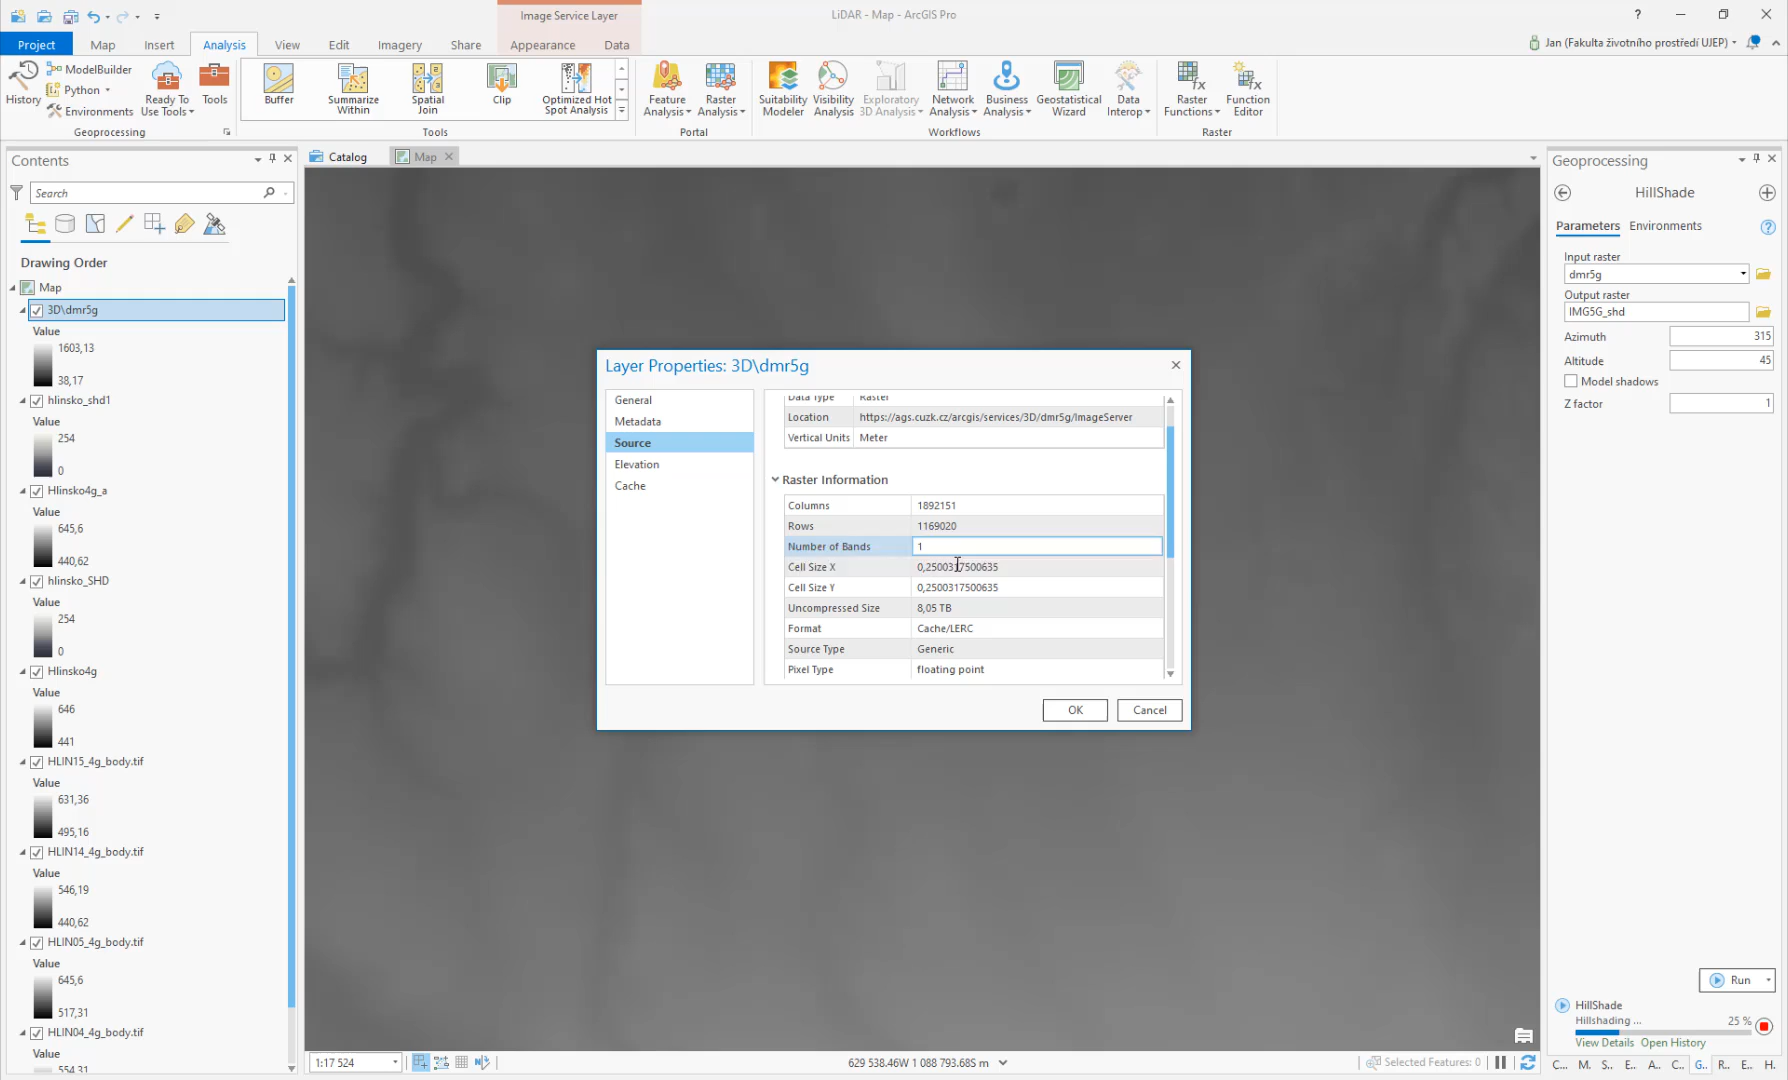 Image Service Layer
LiDAR - Map - ArcGIS Pro
?
Project
Map
Insert
Analysis
View
Edit
Imagery
Share
Appearance
Data
Jan (Fakulta životního prostředí UJEP)
History
ModelBuilder
Python
Environments
Ready To Use Tools
Tools
Geoprocessing
Buffer
Summarize Within
Spatial Join
Clip
Optimized Hot Spot Analysis
Tools
Feature Analysis
Raster Analysis
Portal
Suitability Modeler
Visibility Analysis
Exploratory 3D Analysis
Network Analysis
Business Analysis
Geostatistical Wizard
Data Interop
Workflows
Raster Functions
Function Editor
Raster
Contents
Search
Drawing Order
Map
3D\dmr5g
Value
1603,13
38,17
hlinsko_shd1
Value
254
0
Hlinsko4g_a
Value
645,6
440,62
hlinsko_SHD
Value
254
0
Hlinsko4g
Value
646
441
HLIN15_4g_body.tif
Value
631,36
495,16
HLIN14_4g_body.tif
Value
546,19
440,62
HLIN05_4g_body.tif
Value
645,6
517,31
HLIN04_4g_body.tif
Value
554,31
Catalog
Map
Layer Properties: 3D\dmr5g
General
Metadata
Source
Elevation
Cache
Data Type Raster
Location https://ags.cuzk.cz/arcgis/services/3D/dmr5g/ImageServer
Vertical Units Meter
Raster Information
Columns 1892151
Rows 1169020
Number of Bands 1
Cell Size X 0,2500317500635
Cell Size Y 0,2500317500635
Uncompressed Size 8,05 TB
Format Cache/LERC
Source Type Generic
Pixel Type floating point
OK
Cancel
1:17 524
629 538.46W 1 088 793.68S m
Selected Features: 0
Geoprocessing
HillShade
Parameters
Environments
?
Input raster
dmr5g
Output raster
IMG5G_shd
Azimuth 315
Altitude 45
Model shadows
Z factor 1
Run
HillShade
Hillshading ... 25 %
View Details Open History
C... M. S.. E.. A.. C.. G.. R.. E.. H.